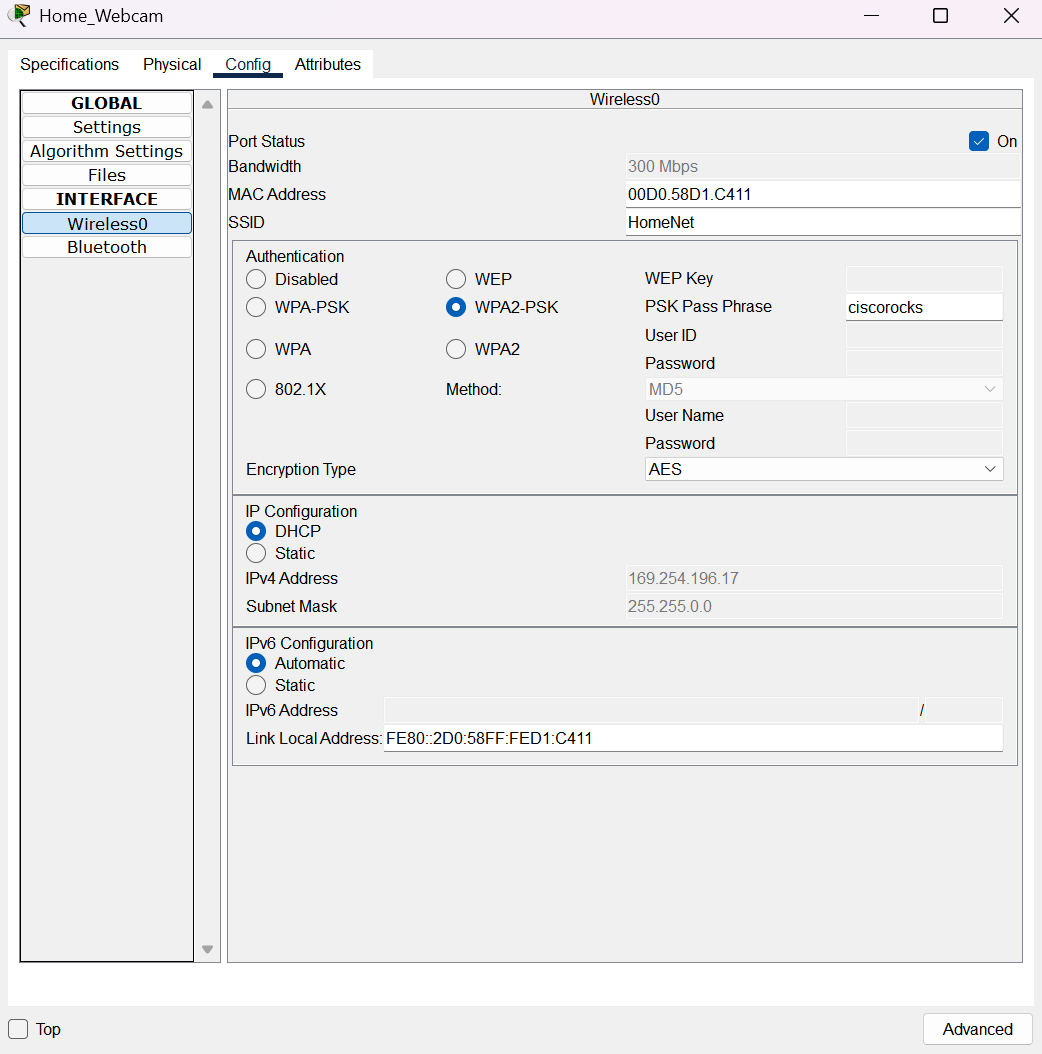 Home_Webcam
Specifications Physical Config Attributes
GLOBAL
Settings
Algorithm Settings
Files
INTERFACE
Wireless0
Bluetooth
Wireless0
Port Status On
Bandwidth 300 Mbps
MAC Address 00D0.58D1.C411
SSID HomeNet
Authentication
Disabled WEP WEP Key
WPA-PSK WPA2-PSK PSK Pass Phrase ciscorocks
User ID
WPA WPA2
Password
802.1X Method: MD5
User Name
Password
Encryption Type AES
IP Configuration
DHCP
Static
IPv4 Address 169.254.196.17
Subnet Mask 255.255.0.0
IPv6 Configuration
Automatic
Static
IPv6 Address /
Link Local Address: FE80::2D0:58FF:FED1:C411
Top Advanced